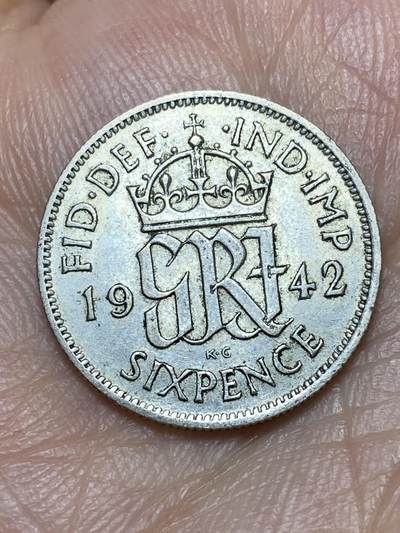 FID·DEF· ·IND·IMP
19 GRI 42
K·G
SIXPENCE